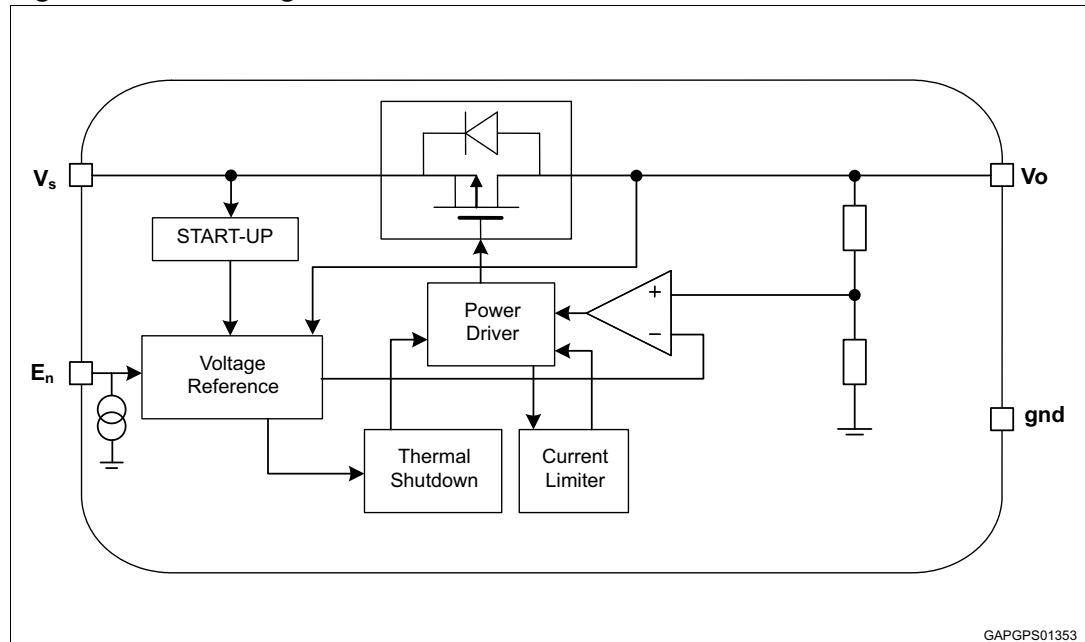 Vs
Vo
START-UP
Power
Driver
+
−
En
Voltage
Reference
gnd
Thermal
Shutdown
Current
Limiter
GAPGPS01353